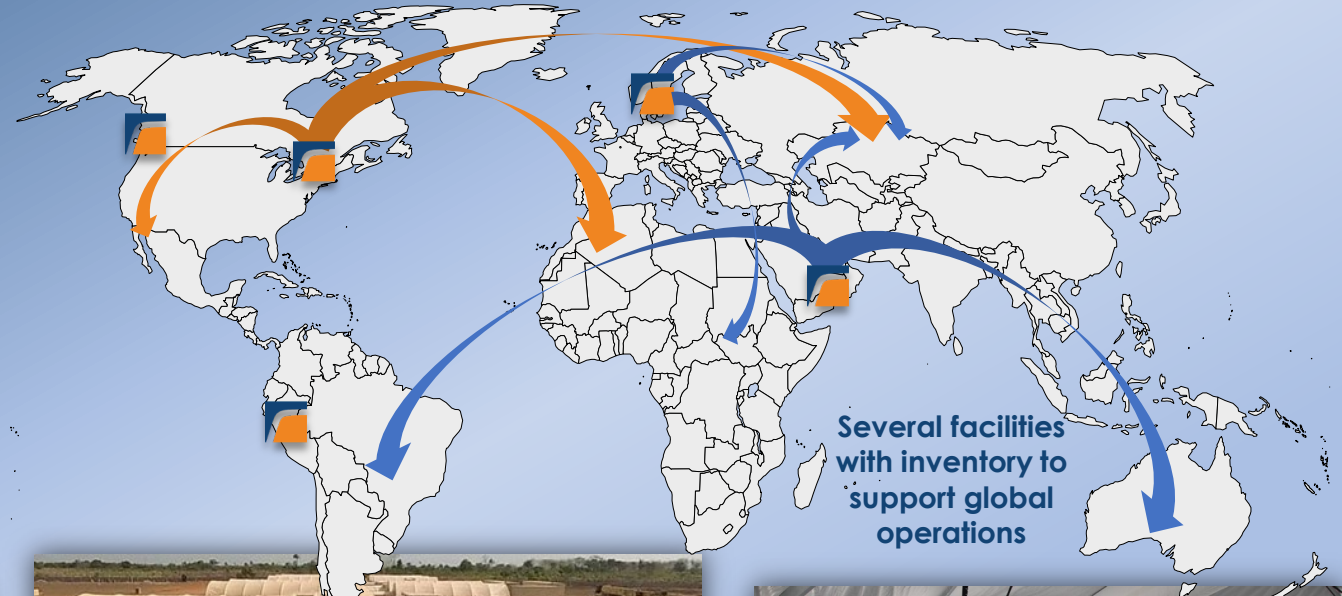 Several facilities
with inventory to
support global
operations